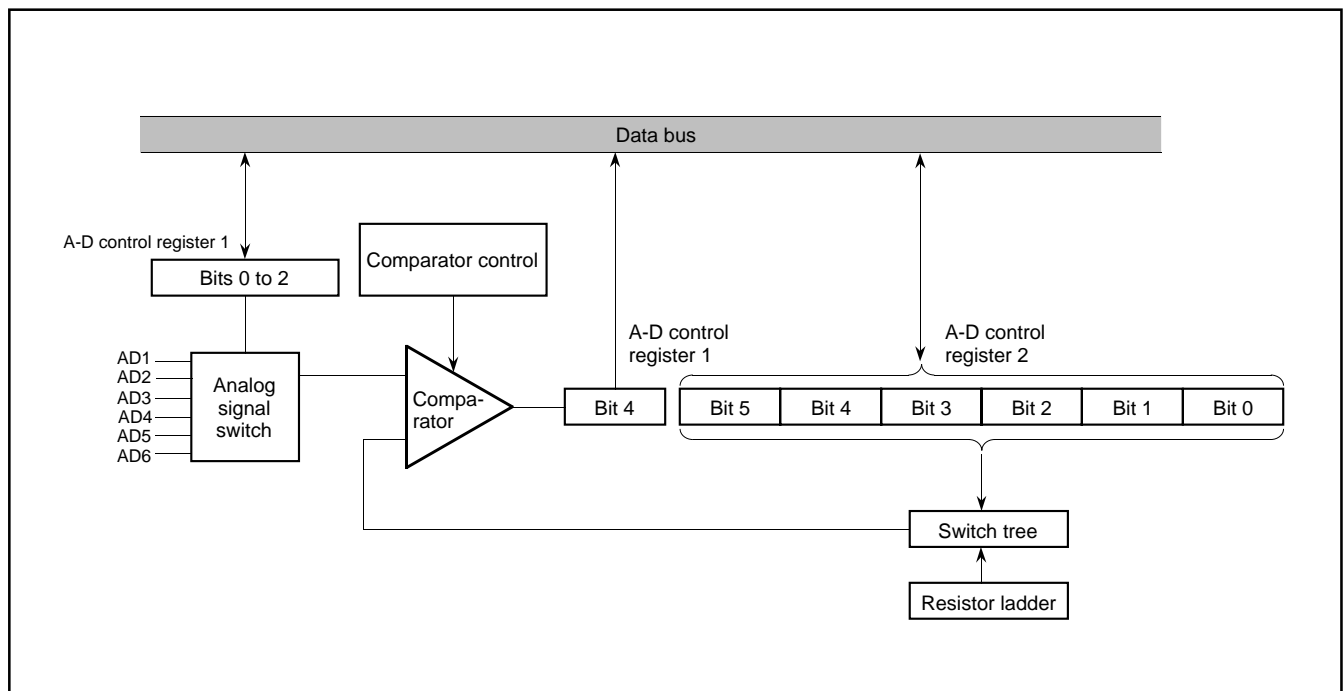 Data bus
A-D control register 1
Bits 0 to 2
Comparator control
AD1
AD2
AD3
AD4
AD5
AD6
Analog
signal
switch
Compa-
rator
Bit 4
A-D control
register 1
A-D control
register 2
Bit 5
Bit 4
Bit 3
Bit 2
Bit 1
Bit 0
Switch tree
Resistor ladder